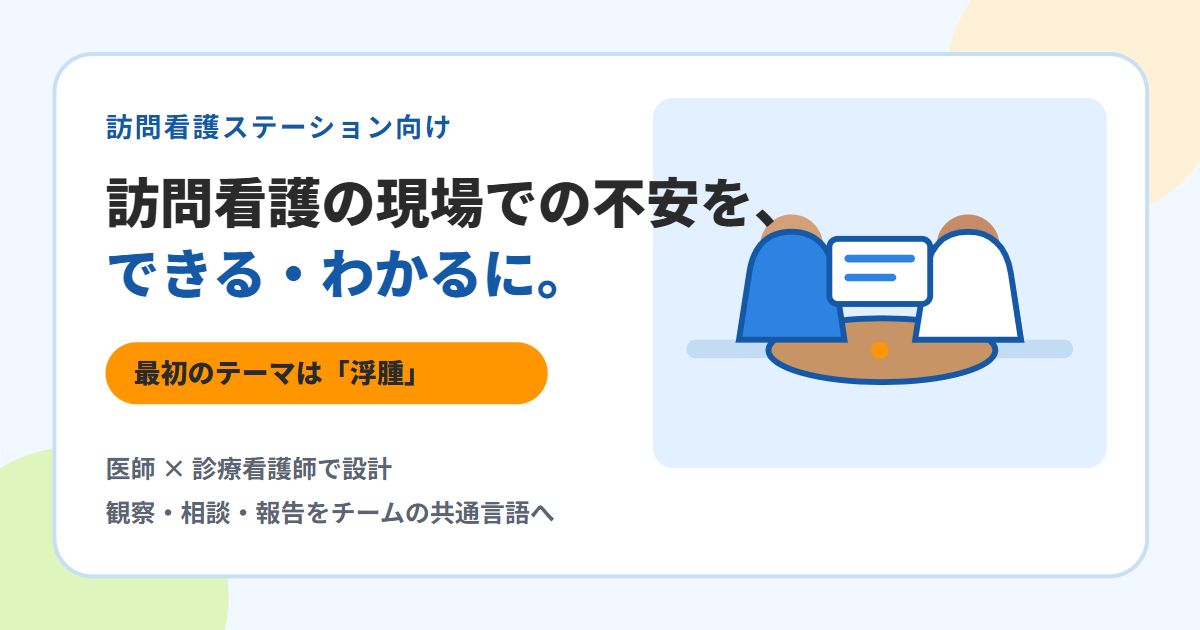 訪問看護ステーション向け
訪問看護の現場での不安を、
できる・わかるに。
最初のテーマは「浮腫」
医師 × 診療看護師で設計
観察・相談・報告をチームの共通言語へ